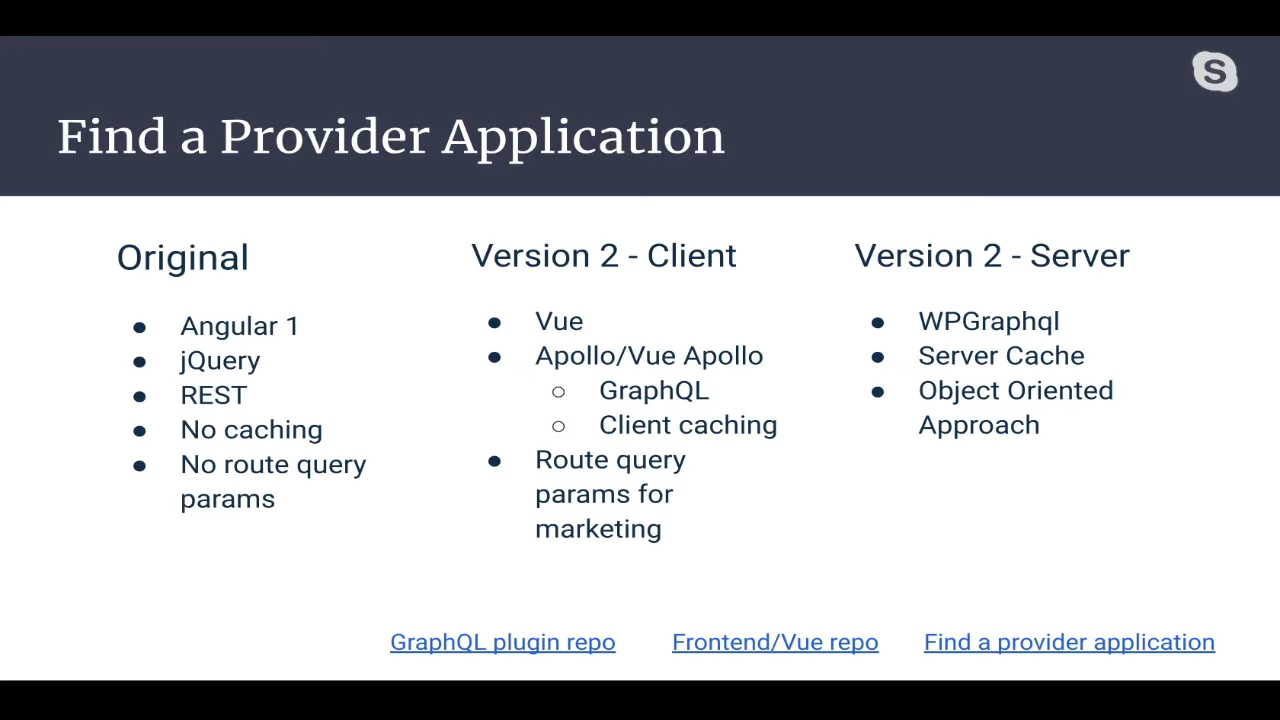 S
Find a Provider Application
Original
● Angular 1
● jQuery
● REST
● No caching
● No route query
params
Version 2 - Client
● Vue
● Apollo/Vue Apollo
○ GraphQL
○ Client caching
● Route query
params for
marketing
Version 2 - Server
● WPGraphql
● Server Cache
● Object Oriented
Approach
GraphQL plugin repo
Frontend/Vue repo
Find a provider application